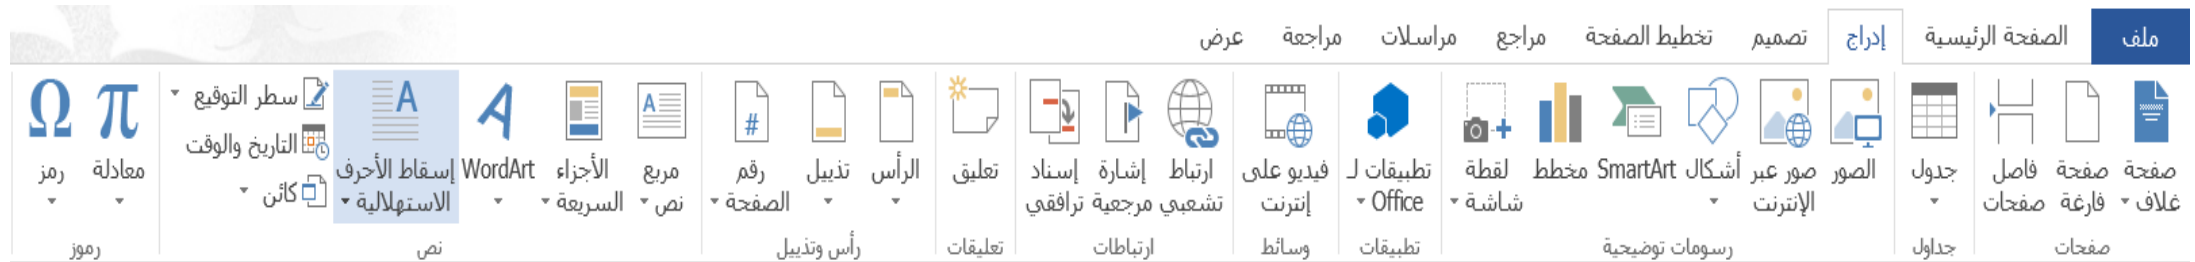 ملف
الصفحة الرئيسية
إدراج
تصميم
تخطيط الصفحة
مراجع
مراسلات
مراجعة
عرض
صفحة
غلاف
صفحة
فارغة
فاصل
صفحات
صفحات
جدول
جداول
الصور
صور عبر
الإنترنت
أشكال
SmartArt
مخطط
لقطة
شاشة
رسومات توضيحية
تطبيقات لـ
Office
تطبيقات
فيديو على
إنترنت
وسائط
ارتباط
تشعبي
إشارة
مرجعية
إسناد
ترافقي
ارتباطات
تعليق
تعليقات
الرأس
تذييل
رقم
الصفحة
#
رأس وتذييل
مربع
نص
A
الأجزاء
السريعة
WordArt
A
إسقاط الأحرف
الاستهلالية
A
سطر التوقيع
التاريخ والوقت
كائن
نص
π
معادلة
Ω
رمز
رموز